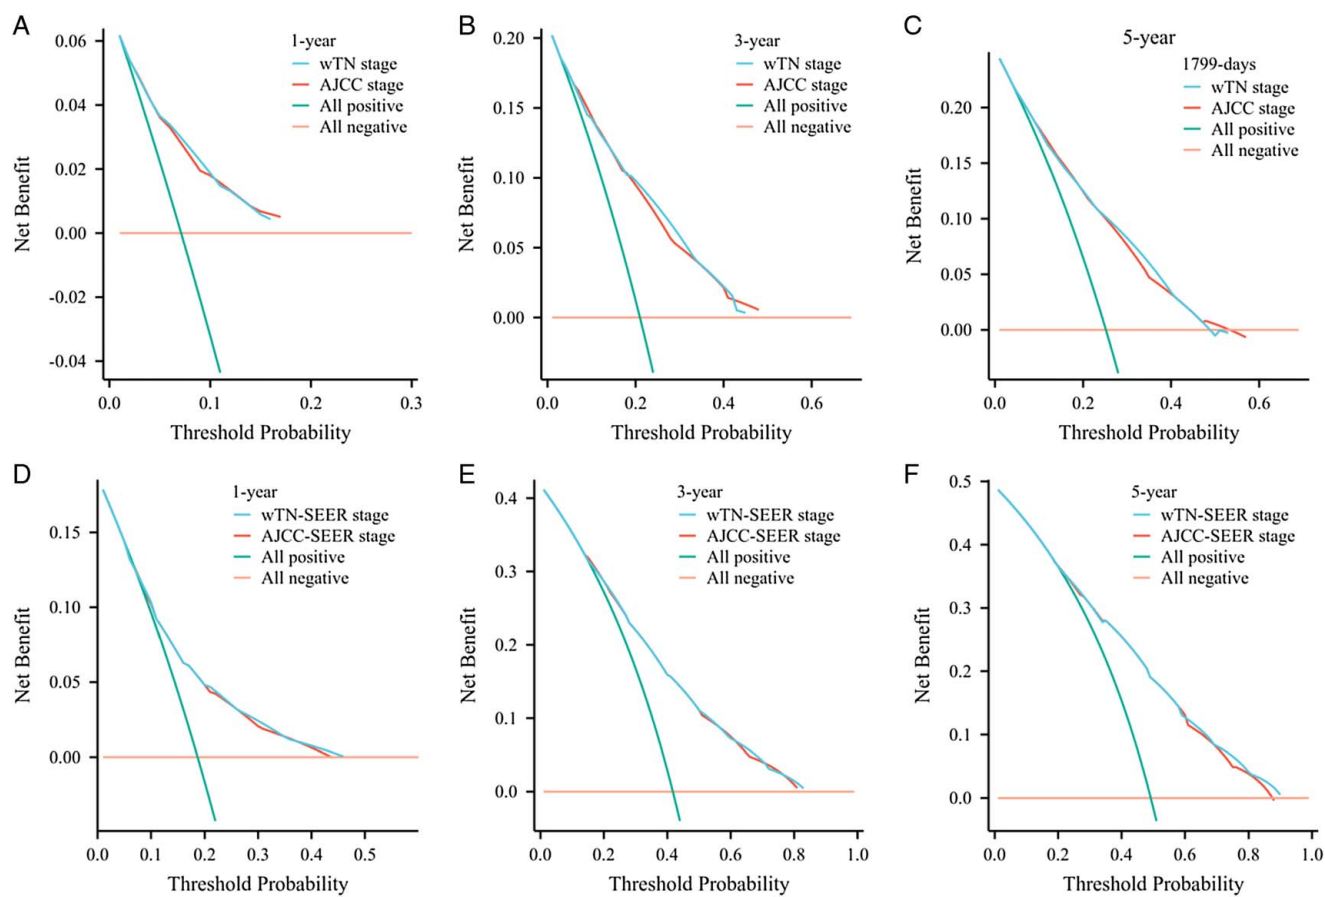 A
1-year
wTN stage
AJCC stage
All positive
All negative
0.06
0.04
0.02
0.00
-0.02
-0.04
Net Benefit
0.0 0.1 0.2 0.3
Threshold Probability
B
3-year
wTN stage
AJCC stage
All positive
All negative
0.20
0.15
0.10
0.05
0.00
Net Benefit
0.0 0.2 0.4 0.6
Threshold Probability
C
5-year
1799-days
wTN stage
AJCC stage
All positive
All negative
0.20
0.15
0.10
0.05
0.00
Net Benefit
0.0 0.2 0.4 0.6
Threshold Probability
D
1-year
wTN-SEER stage
AJCC-SEER stage
All positive
All negative
0.15
0.10
0.05
0.00
Net Benefit
0.0 0.1 0.2 0.3 0.4 0.5
Threshold Probability
E
3-year
wTN-SEER stage
AJCC-SEER stage
All positive
All negative
0.4
0.3
0.2
0.1
0.0
Net Benefit
0.0 0.2 0.4 0.6 0.8 1.0
Threshold Probability
F
5-year
wTN-SEER stage
AJCC-SEER stage
All positive
All negative
0.5
0.4
0.3
0.2
0.1
0.0
Net Benefit
0.0 0.2 0.4 0.6 0.8 1.0
Threshold Probability